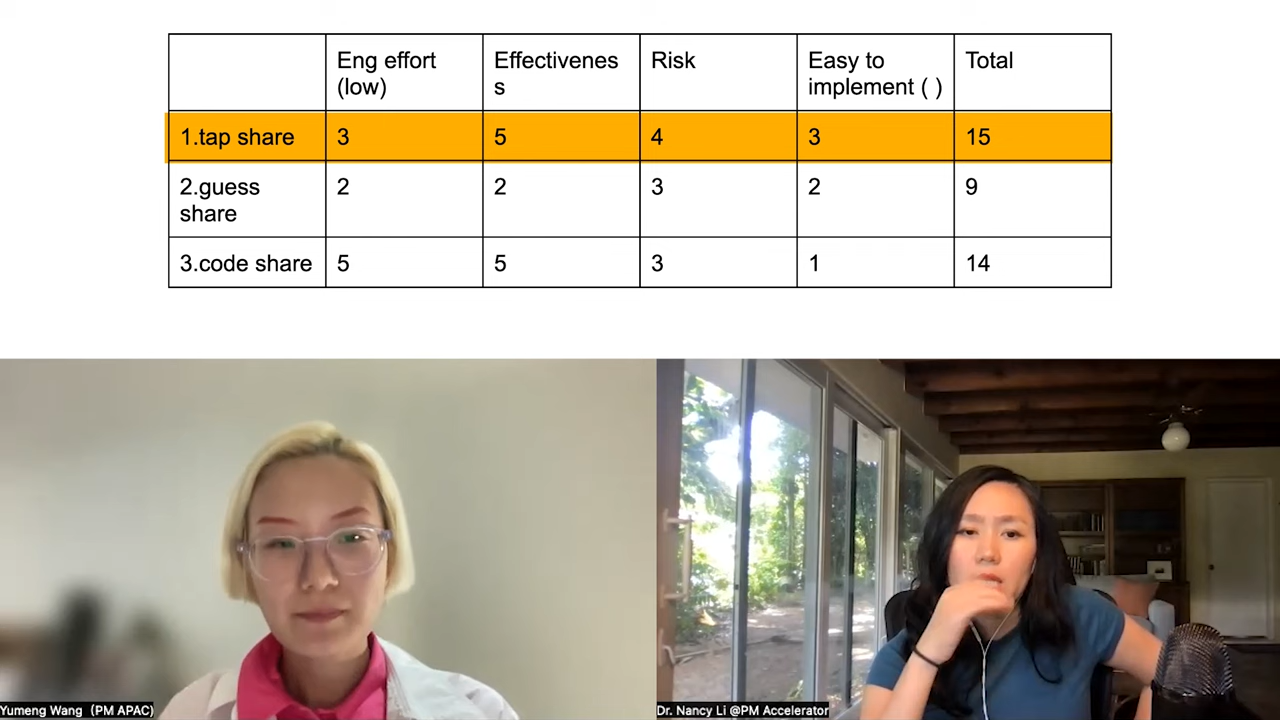 Eng effort (low) Effectivenes s Risk Easy to implement ( ) Total
1.tap share 3 5 4 3 15
2.guess share 2 2 3 2 9
3.code share 5 5 3 1 14
Yumeng Wang（PM APAC)
Dr. Nancy Li @PM Accelerator